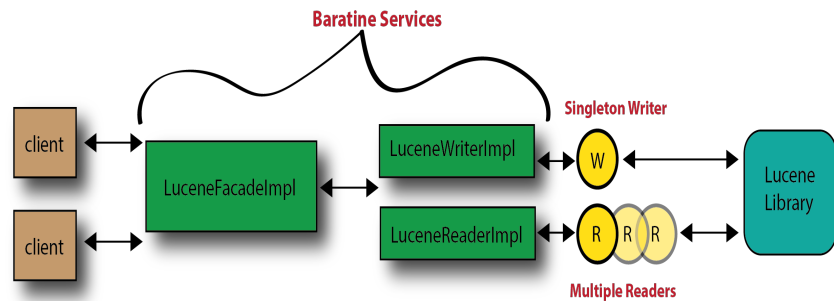 Baratine Services
Singleton Writer
client
LuceneFacadeImpl
LuceneWriterImpl
W
Lucene
Library
client
LuceneReaderImpl
R R R
Multiple Readers